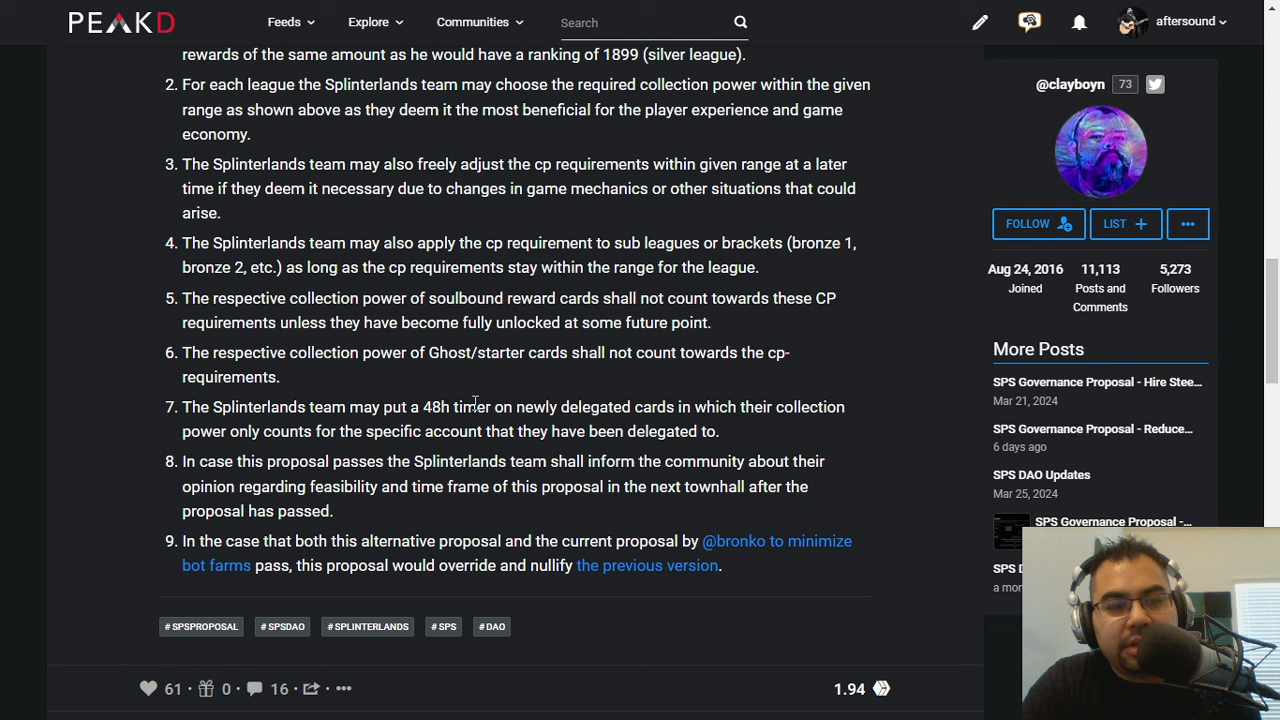 PEAKD
Feeds
Explore
Communities
Search
aftersound
rewards of the same amount as he would have a ranking of 1899 (silver league).
2. For each league the Splinterlands team may choose the required collection power within the given
range as shown above as they deem it the most beneficial for the player experience and game
economy.
3. The Splinterlands team may also freely adjust the cp requirements within given range at a later
time if they deem it necessary due to changes in game mechanics or other situations that could
arise.
4. The Splinterlands team may also apply the cp requirement to sub leagues or brackets (bronze 1,
bronze 2, etc.) as long as the cp requirements stay within the range for the league.
5. The respective collection power of soulbound reward cards shall not count towards these CP
requirements unless they have become fully unlocked at some future point.
6. The respective collection power of Ghost/starter cards shall not count towards the cp-
requirements.
7. The Splinterlands team may put a 48h timer on newly delegated cards in which their collection
power only counts for the specific account that they have been delegated to.
8. In case this proposal passes the Splinterlands team shall inform the community about their
opinion regarding feasibility and time frame of this proposal in the next townhall after the
proposal has passed.
9. In the case that both this alternative proposal and the current proposal by @bronko to minimize
bot farms pass, this proposal would override and nullify the previous version.
# SPSPROPOSAL
# SPSDAO
# SPLINTERLANDS
# SPS
# DAO
61 · 0 · 16 ·
1.94
@clayboyn 73
FOLLOW
LIST
Aug 24, 2016 11,113 5,273
Joined Posts and Followers
Comments
More Posts
SPS Governance Proposal - Hire Stee...
Mar 21, 2024
SPS Governance Proposal - Reduce...
6 days ago
SPS DAO Updates
Mar 25, 2024
SPS Governance Proposal -...
SPS D
a mon